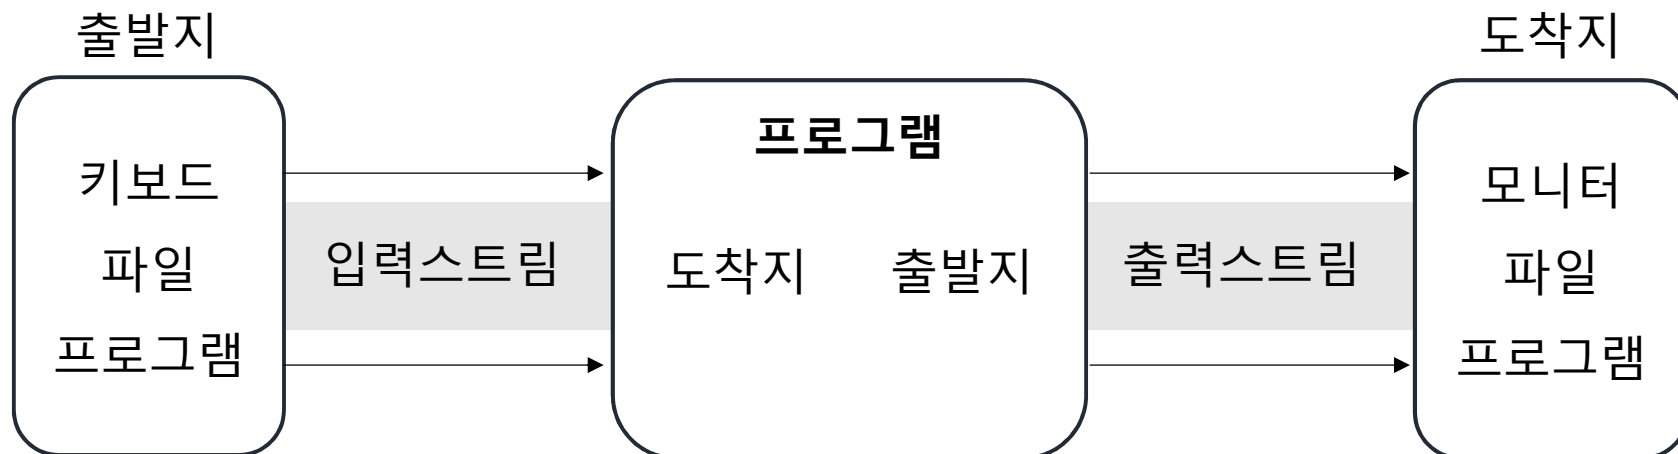 출발지
도착지
프로그램
키보드
모니터
파일
입력스트림
도착지
출발지
출력스트림
파일
프로그램
프로그램